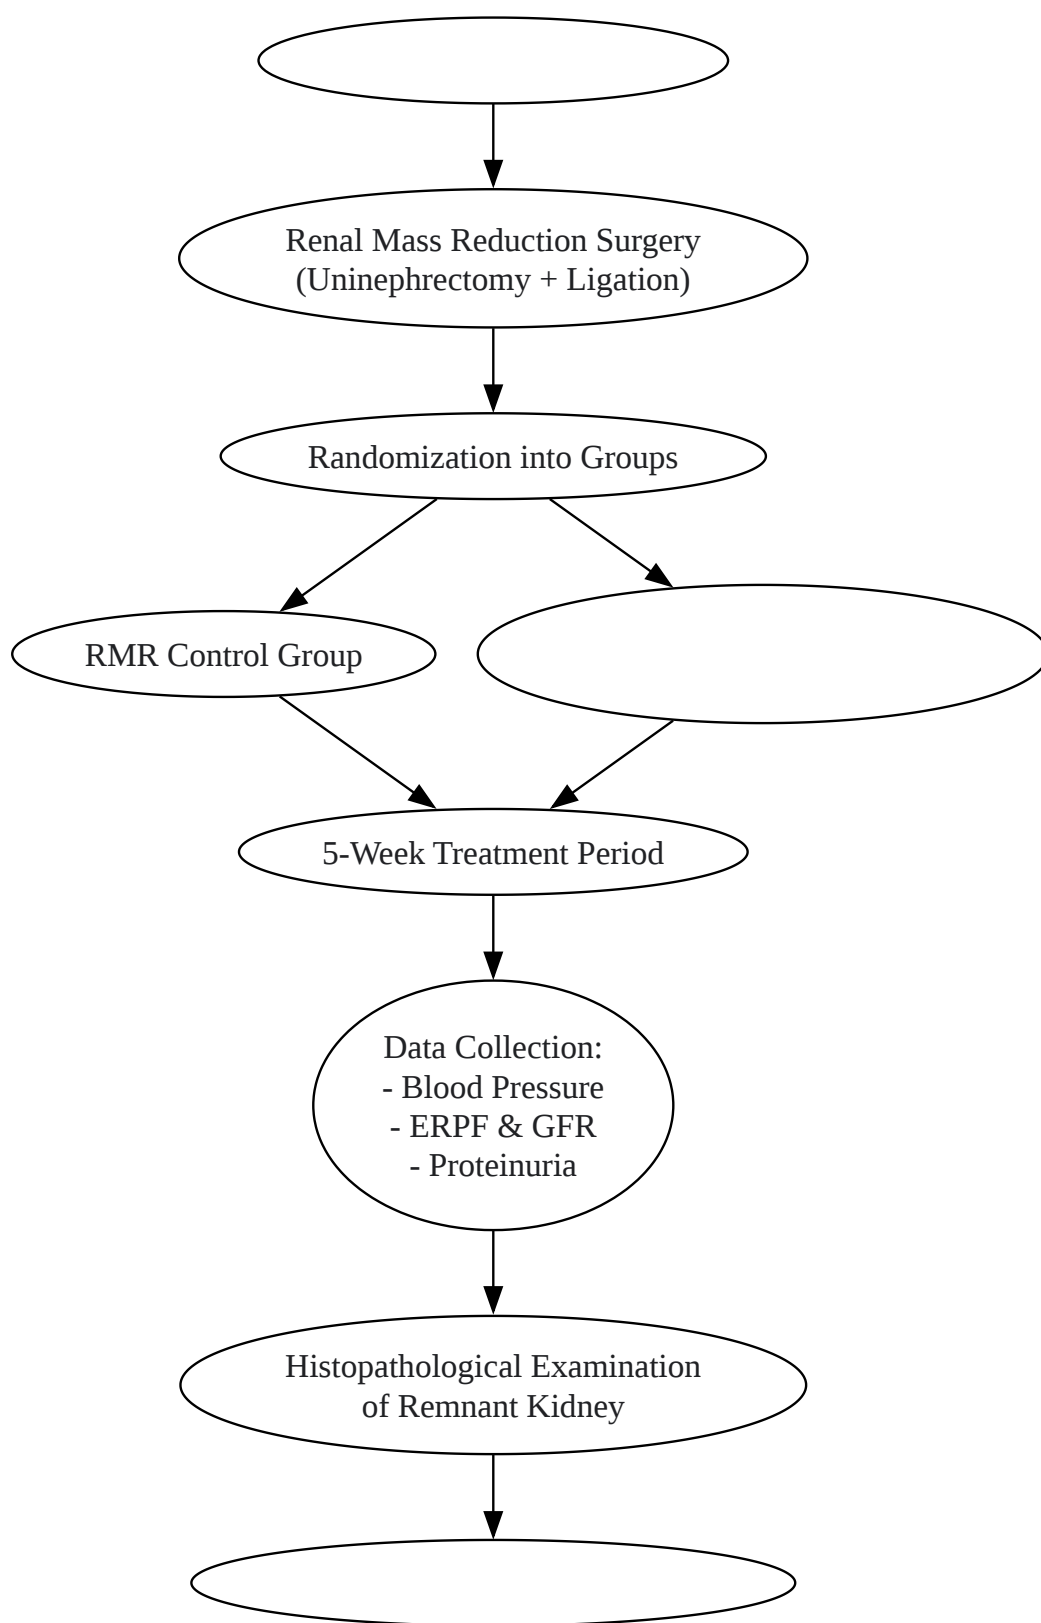 Renal Mass Reduction Surgery
(Uninephrectomy + Ligation)
Randomization into Groups
RMR Control Group
5-Week Treatment Period
Data Collection:
- Blood Pressure
- ERPF & GFR
- Proteinuria
Histopathological Examination
of Remnant Kidney